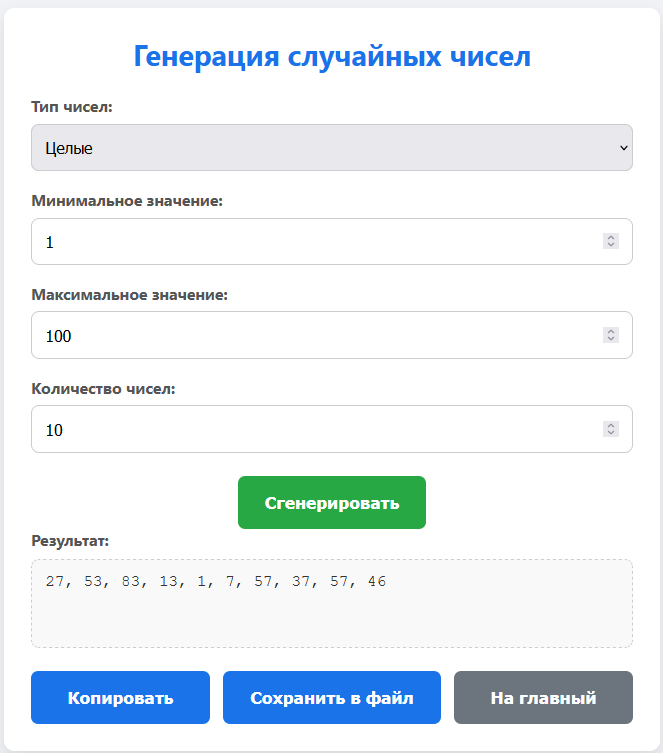 Генерация случайных чисел
Тип чисел:
Целые
Минимальное значение:
1
Максимальное значение:
100
Количество чисел:
10
Сгенерировать
Результат:
27, 53, 83, 13, 1, 7, 57, 37, 57, 46
Копировать Сохранить в файл На главный